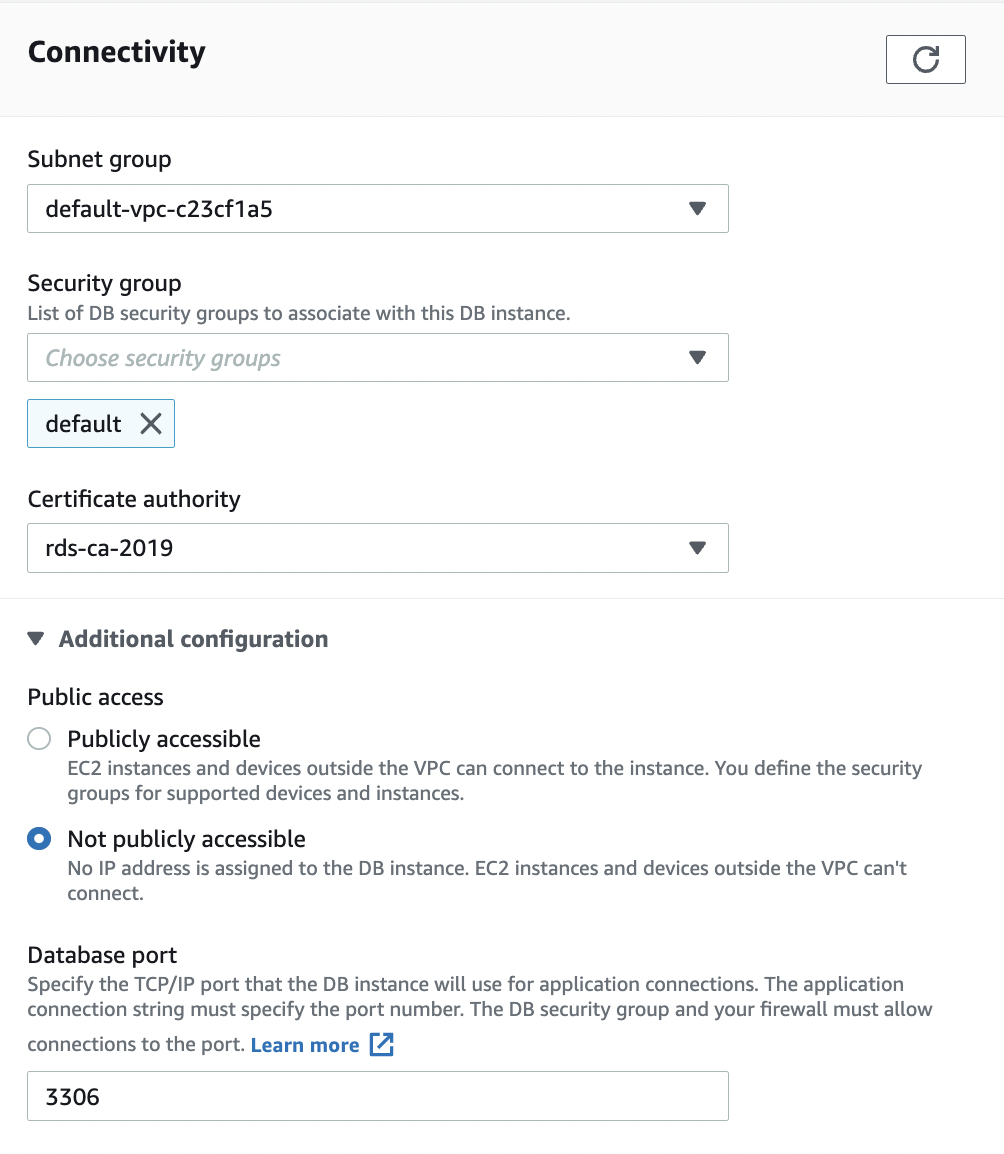 Connectivity
Subnet group
default-vpc-c23cf1a5
Security group
List of DB security groups to associate with this DB instance.
Choose security groups
default
Certificate authority
rds-ca-2019
Additional configuration
Public access
Publicly accessible
EC2 instances and devices outside the VPC can connect to the instance. You define the security
groups for supported devices and instances.
Not publicly accessible
No IP address is assigned to the DB instance. EC2 instances and devices outside the VPC can't
connect.
Database port
Specify the TCP/IP port that the DB instance will use for application connections. The application
connection string must specify the port number. The DB security group and your firewall must allow
connections to the port. Learn more
3306